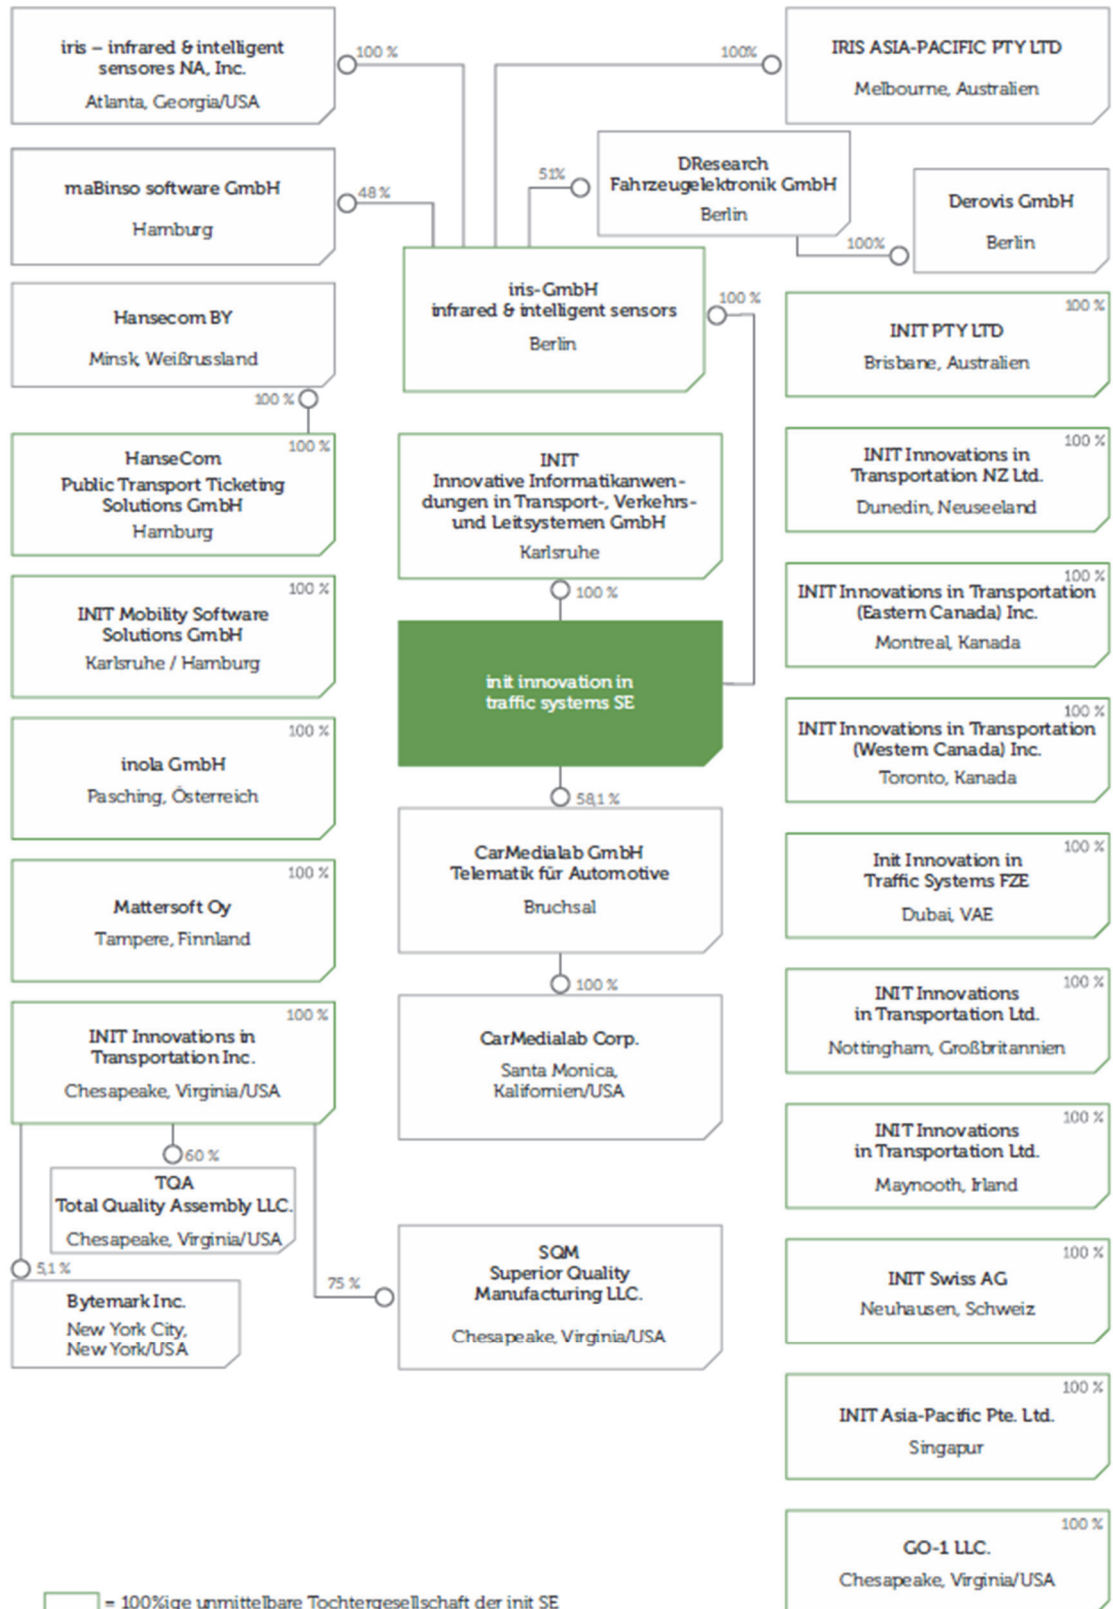 iris – infrared & intelligent
sensores NA, Inc.
Atlanta, Georgia/USA
100 %
100%
IRIS ASIA-PACIFIC PTY LTD
Melbourne, Australien
maBinso software GmbH
Hamburg
48 %
51%
DResearch
Fahrzeugelektronik GmbH
Berlin
100%
Derovis GmbH
Berlin
iris-GmbH
infrared & intelligent sensors
Berlin
100 %
Hansecom BY
Minsk, Weißrussland
100 %
100 %
HanseCom
Public Transport Ticketing
Solutions GmbH
Hamburg
100 %
INIT Mobility Software
Solutions GmbH
Karlsruhe / Hamburg
100 %
inola GmbH
Pasching, Österreich
100 %
Mattersoft Oy
Tampere, Finnland
100 %
INIT Innovations in
Transportation Inc.
Chesapeake, Virginia/USA
60 %
TQA
Total Quality Assembly LLC.
Chesapeake, Virginia/USA
5,1 %
Bytemark Inc.
New York City,
New York/USA
75 %
SQM
Superior Quality
Manufacturing LLC.
Chesapeake, Virginia/USA
INIT
Innovative Informatikanwen-
dungen in Transport-, Verkehrs-
und Leitsystemen GmbH
Karlsruhe
100 %
init innovation in
traffic systems SE
58,1 %
CarMedialab GmbH
Telematik für Automotive
Bruchsal
100 %
CarMedialab Corp.
Santa Monica,
Kalifornien/USA
100 %
INIT PTY LTD
Brisbane, Australien
100 %
INIT Innovations in
Transportation NZ Ltd.
Dunedin, Neuseeland
100 %
INIT Innovations in Transportation
(Eastern Canada) Inc.
Montreal, Kanada
100 %
INIT Innovations in Transportation
(Western Canada) Inc.
Toronto, Kanada
100 %
Init Innovation in
Traffic Systems FZE
Dubai, VAE
100 %
INIT Innovations
in Transportation Ltd.
Nottingham, Großbritannien
100 %
INIT Innovations
in Transportation Ltd.
Maynooth, Irland
100 %
INIT Swiss AG
Neuhausen, Schweiz
100 %
INIT Asia-Pacific Pte. Ltd.
Singapur
100 %
GO-1 LLC.
Chesapeake, Virginia/USA
= 100%ige unmittelbare Tochtergesellschaft der init SE